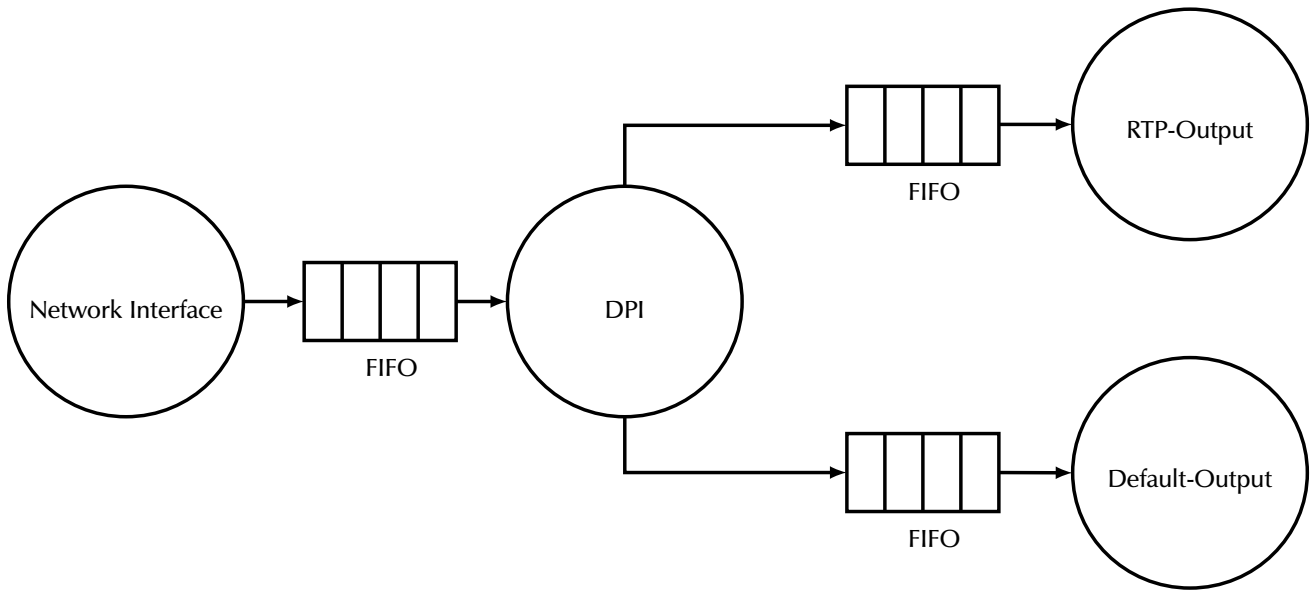 RTP-Output
FIFO
Network Interface
DPI
FIFO
Default-Output
FIFO